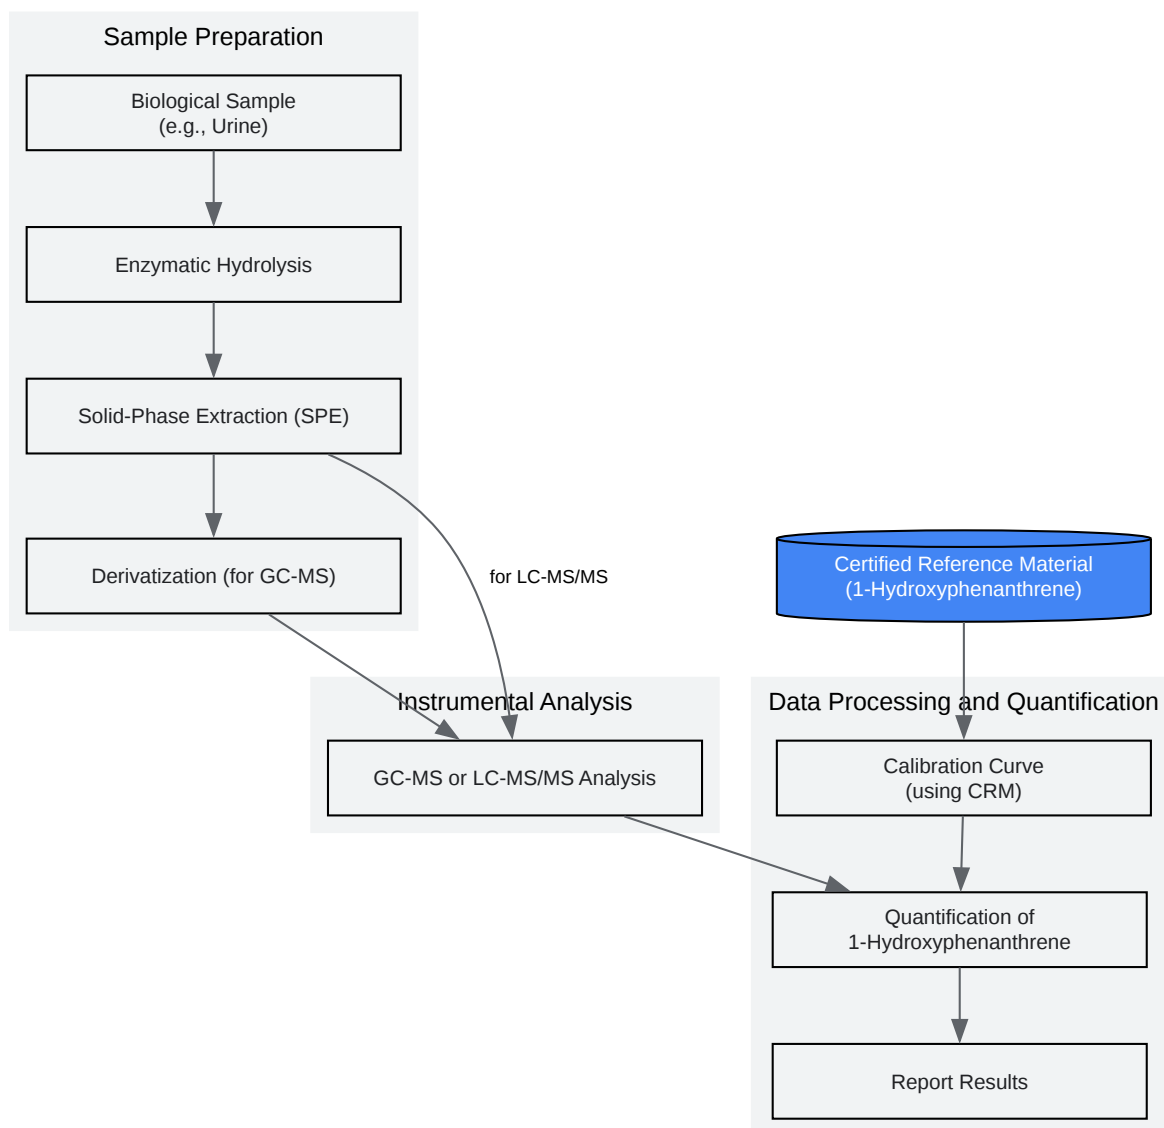 Sample Preparation
Biological Sample
(e.g., Urine)
Enzymatic Hydrolysis
Solid-Phase Extraction (SPE)
Derivatization (for GC-MS)
for LC-MS/MS
Certified Reference Material
(1-Hydroxyphenanthrene)
Instrumental Analysis
GC-MS or LC-MS/MS Analysis
Data Processing and Quantification
Calibration Curve
(using CRM)
Quantification of
1-Hydroxyphenanthrene
Report Results